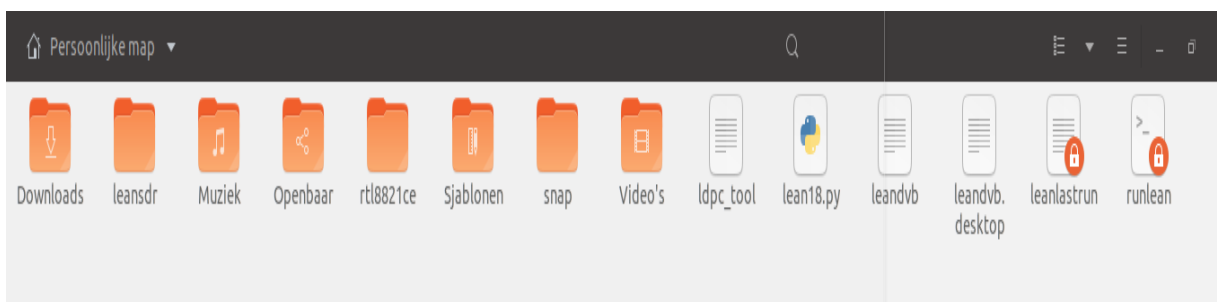 Persoonlijke map
Downloads leansdr Muziek Openbaar rtl8821ce Sjablonen snap Video's ldpc_tool lean18.py leandvb leandvb. leanlastrun runlean
desktop